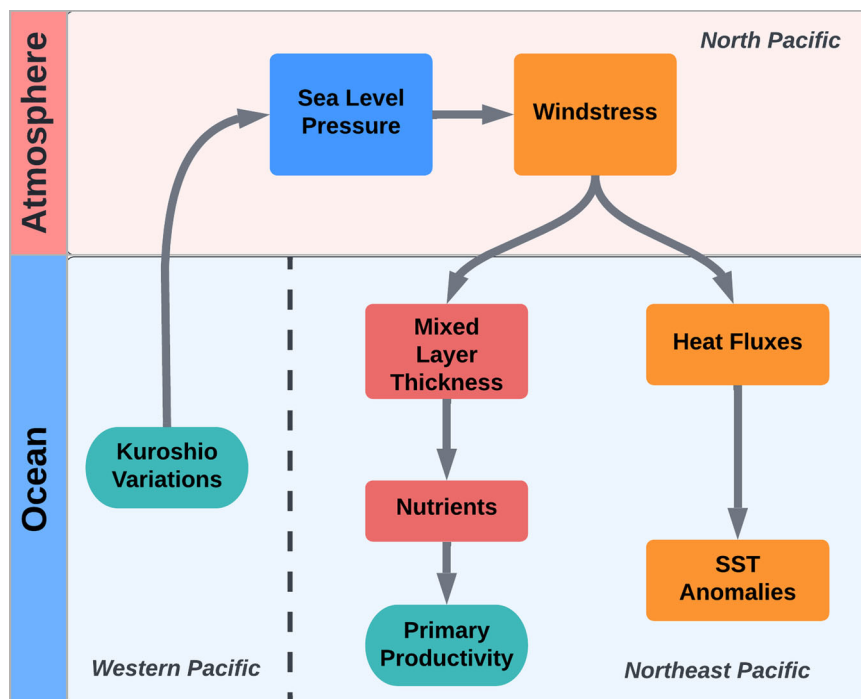 Atmosphere
North Pacific
Sea Level
Pressure
Windstress
Ocean
Mixed
Layer
Thickness
Heat Fluxes
Kuroshio
Variations
Nutrients
SST
Anomalies
Primary
Productivity
Western Pacific
Northeast Pacific